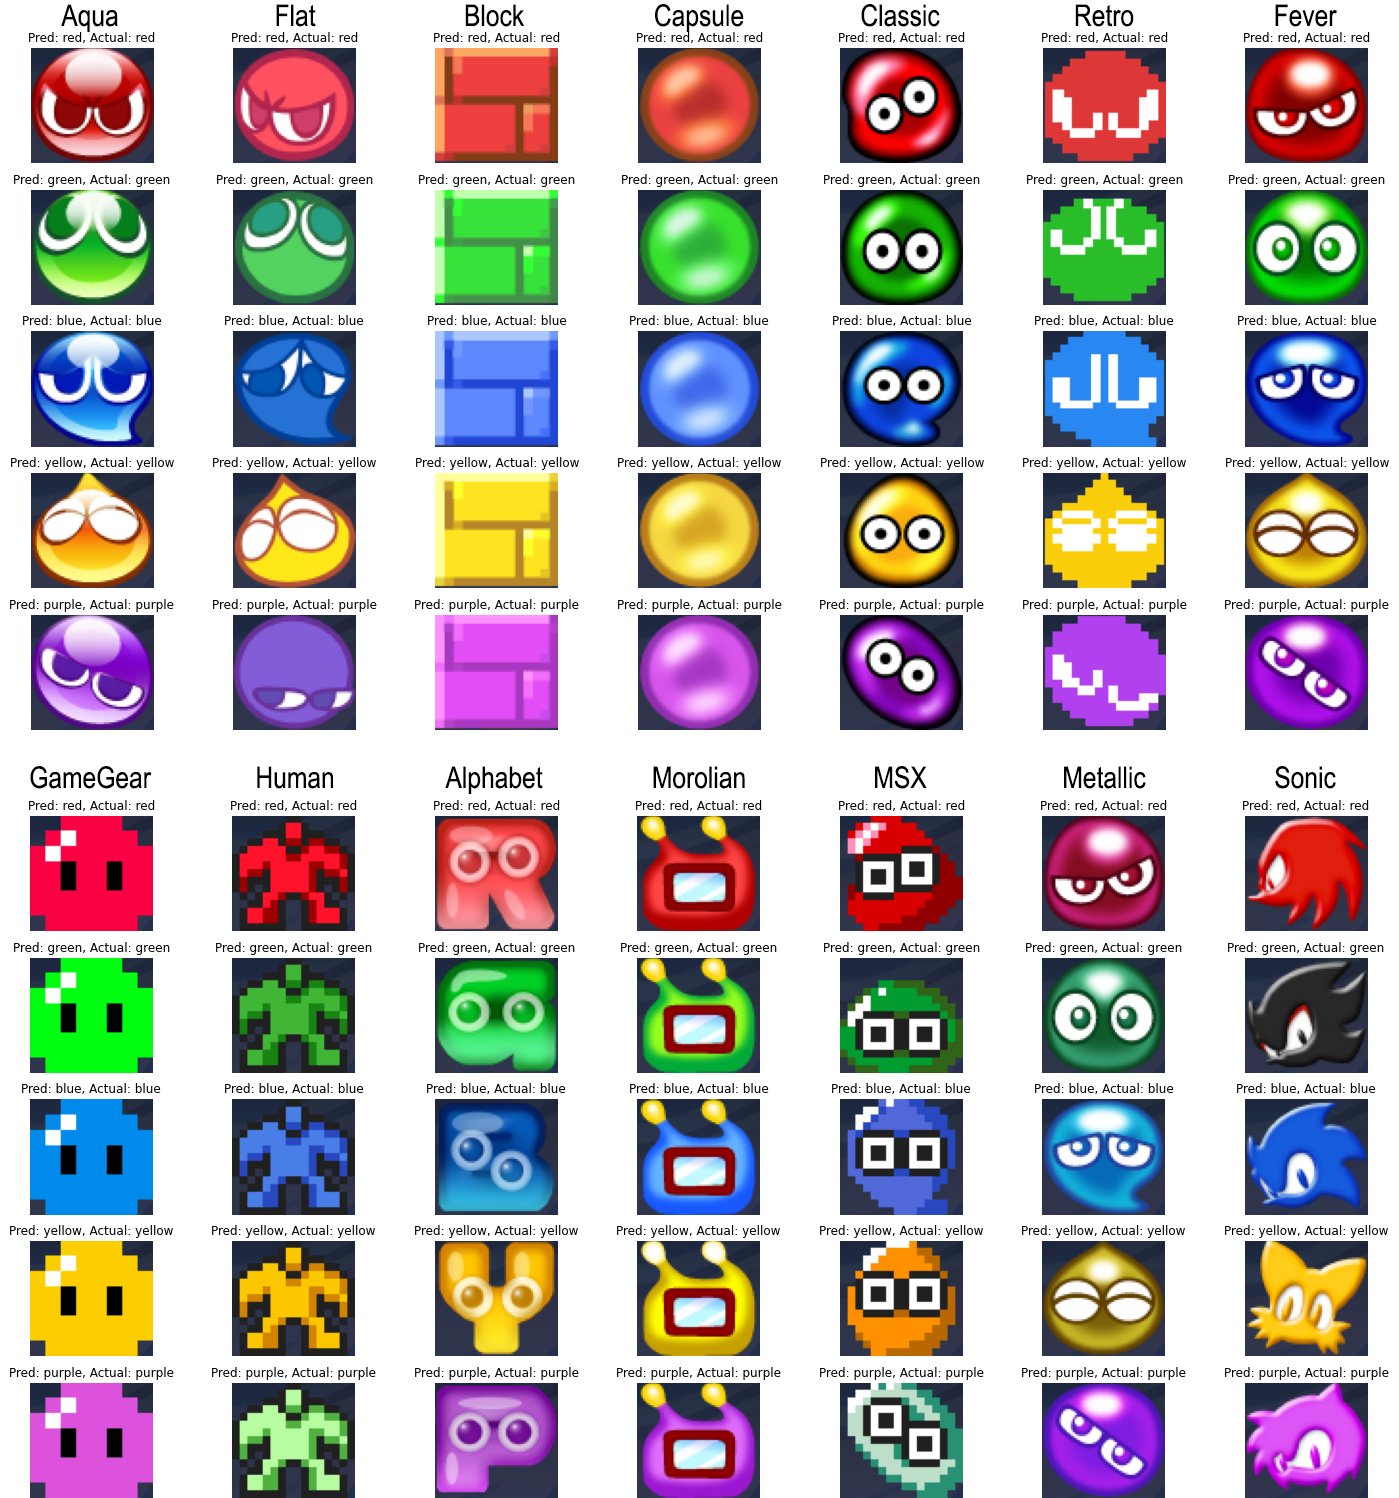 Aqua Flat Block Capsule Classic Retro Fever
Pred: red, Actual: red Pred: red, Actual: red Pred: red, Actual: red Pred: red, Actual: red Pred: red, Actual: red Pred: red, Actual: red Pred: red, Actual: red
Pred: green, Actual: green Pred: green, Actual: green Pred: green, Actual: green Pred: green, Actual: green Pred: green, Actual: green Pred: green, Actual: green Pred: green, Actual: green
Pred: blue, Actual: blue Pred: blue, Actual: blue Pred: blue, Actual: blue Pred: blue, Actual: blue Pred: blue, Actual: blue Pred: blue, Actual: blue Pred: blue, Actual: blue
Pred: yellow, Actual: yellow Pred: yellow, Actual: yellow Pred: yellow, Actual: yellow Pred: yellow, Actual: yellow Pred: yellow, Actual: yellow Pred: yellow, Actual: yellow Pred: yellow, Actual: yellow
Pred: purple, Actual: purple Pred: purple, Actual: purple Pred: purple, Actual: purple Pred: purple, Actual: purple Pred: purple, Actual: purple Pred: purple, Actual: purple Pred: purple, Actual: purple
GameGear Human Alphabet Morolian MSX Metallic Sonic
Pred: red, Actual: red Pred: red, Actual: red Pred: red, Actual: red Pred: red, Actual: red Pred: red, Actual: red Pred: red, Actual: red Pred: red, Actual: red
Pred: green, Actual: green Pred: green, Actual: green Pred: green, Actual: green Pred: green, Actual: green Pred: green, Actual: green Pred: green, Actual: green Pred: green, Actual: green
Pred: blue, Actual: blue Pred: blue, Actual: blue Pred: blue, Actual: blue Pred: blue, Actual: blue Pred: blue, Actual: blue Pred: blue, Actual: blue Pred: blue, Actual: blue
Pred: yellow, Actual: yellow Pred: yellow, Actual: yellow Pred: yellow, Actual: yellow Pred: yellow, Actual: yellow Pred: yellow, Actual: yellow Pred: yellow, Actual: yellow Pred: yellow, Actual: yellow
Pred: purple, Actual: purple Pred: purple, Actual: purple Pred: purple, Actual: purple Pred: purple, Actual: purple Pred: purple, Actual: purple Pred: purple, Actual: purple Pred: purple, Actual: purple